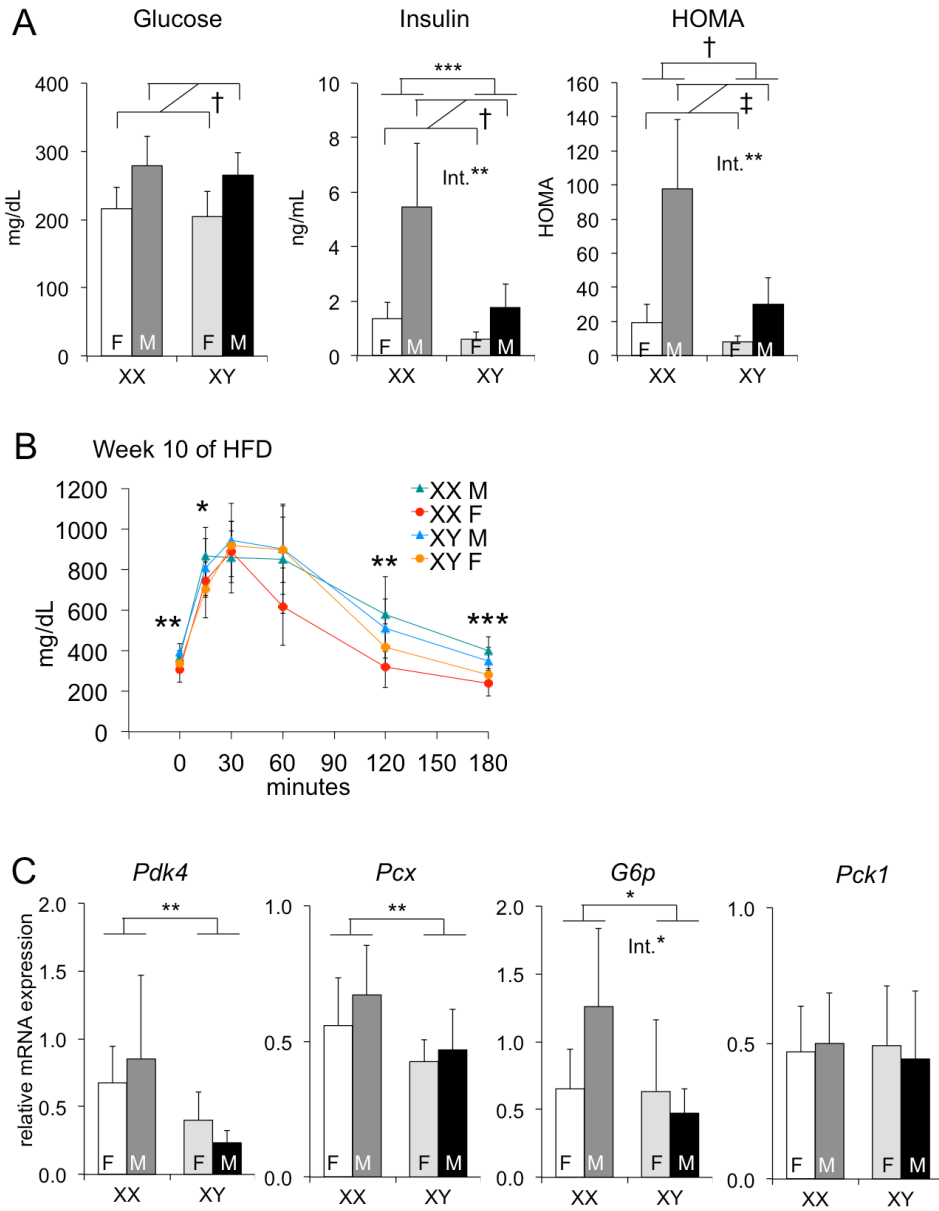 A
Glucose
Insulin
HOMA
400
300
200
100
0
mg/dL
†
F
M
F
M
XX
XY
10
8
6
4
2
0
ng/mL
***
†
Int.**
F
M
F
M
XX
XY
160
140
120
100
80
60
40
20
0
HOMA
†
‡
Int.**
F
M
F
M
XX
XY
B
Week 10 of HFD
1200
1000
800
600
400
200
0
mg/dL
**
*
**
***
XX M
XX F
XY M
XY F
0 30 60 90 120 150 180
minutes
C
Pdk4
Pcx
G6p
Pck1
relative mRNA expression
2.0
1.5
1.0
0.5
0.0
**
F
M
F
M
XX
XY
1.0
0.5
0.0
**
F
M
F
M
XX
XY
2.0
1.5
1.0
0.5
0.0
*
Int.*
F
M
F
M
XX
XY
1.0
0.5
0.0
F
M
F
M
XX
XY